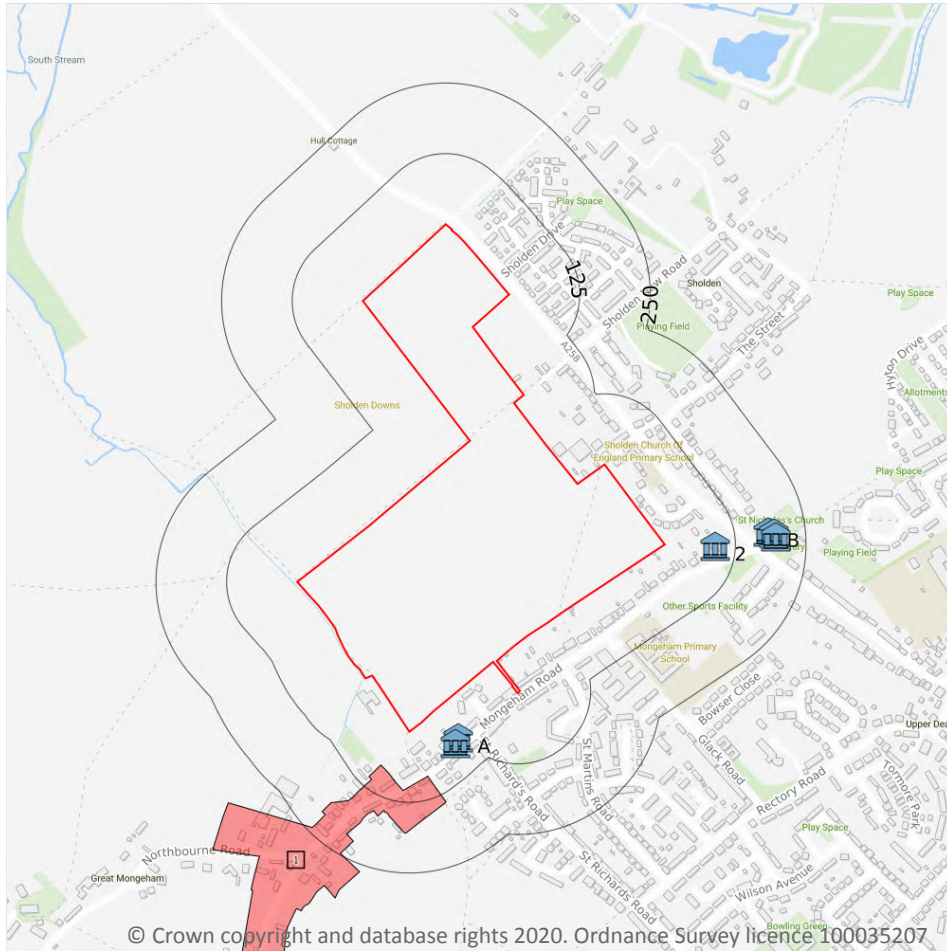 South Stream
Hull Cottage
Play Space
Sholden Drive
125
250
Sholden
Road
Playing Field
The Street
A258
Play Space
Hyton Drive
Allotments
Sholden Downs
Sholden Church Of
England Primary School
Play Space
St Nicholas's Church
B
2
Playing Field
Other Sports Facility
Mongeham Primary
School
Mongeham Road
Bowser Close
A
Upper Dea
St Martins Road
Glack Road
Richard's Road
Rectory Road
Tormore Park
Play Space
Northbourne Road
1
Great Mongeham
St Richards Road
Wilson Avenue
Bowling Green
© Crown copyright and database rights 2020. Ordnance Survey licence 100035207.